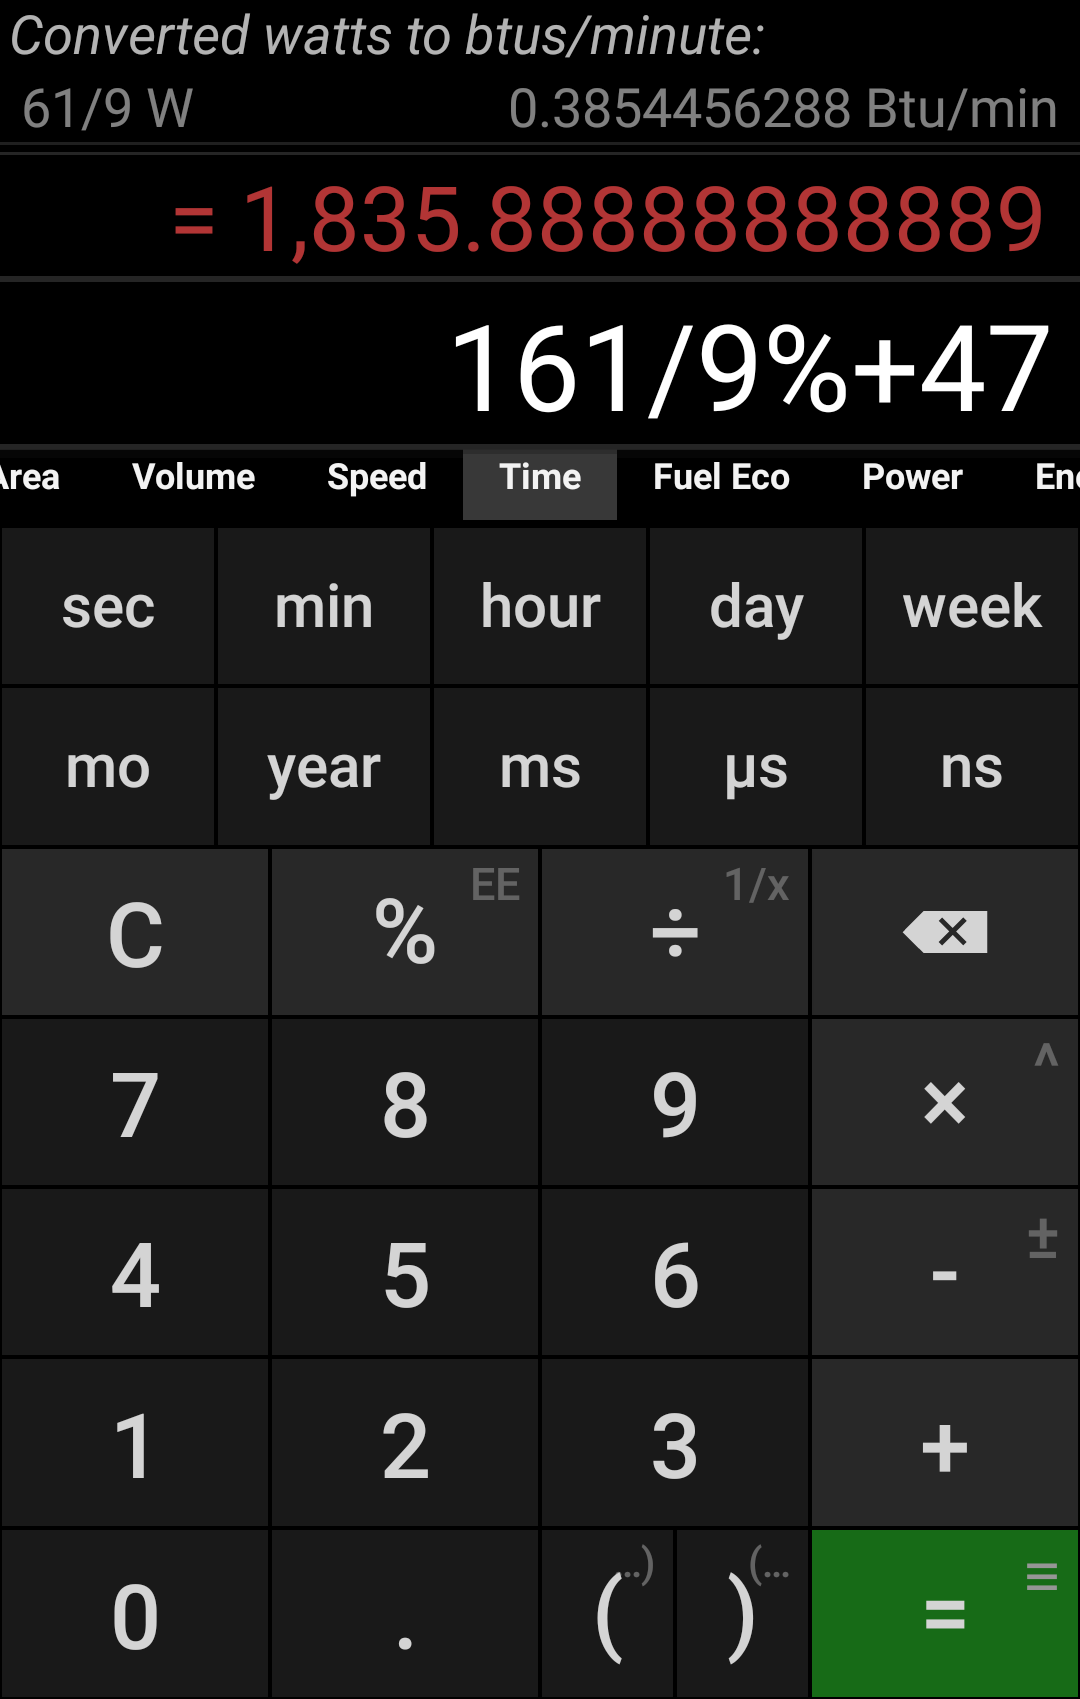 Converted watts to btus/minute:
61/9 W 0.3854456288 Btu/min
= 1,835.88888888889
161/9%+47
Area Volume Speed Time Fuel Eco Power Ene
sec min hour day week
mo year ms µs ns
C % EE ÷ 1/x
7 8 9 × ^
4 5 6 - ±
1 2 3 +
0 . ( ..) ) (... = ≡